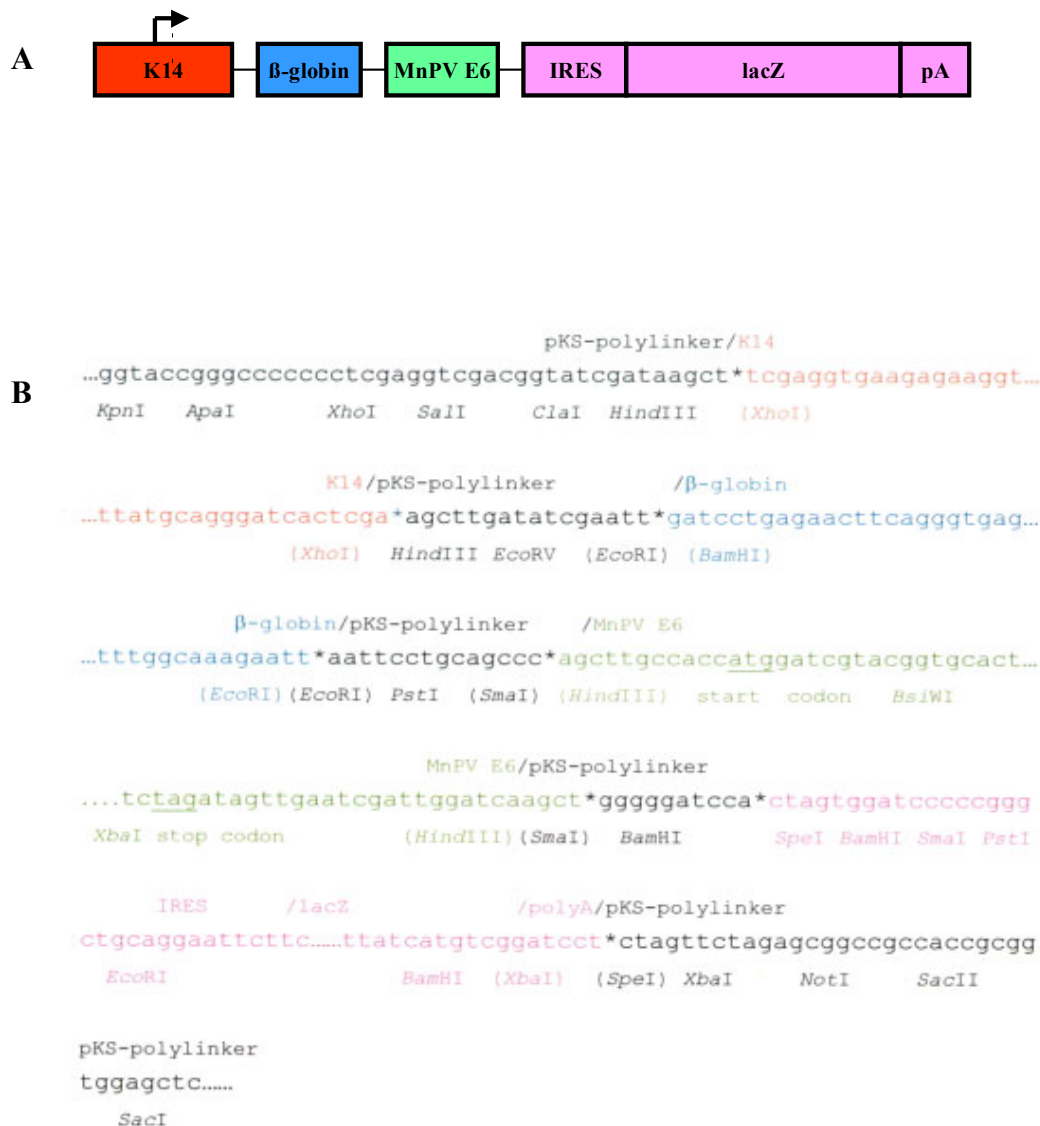 A
K14 ß-globin MnPV E6 IRES lacZ pA
pKS-polylinker/K14
B
…ggtaccgggccccccctcgaggtcgacggtatcgataagct*tcgaggtgaagagaaggt…
KpnI ApaI XhoI SalI ClaI HindIII (XhoI)
K14/pKS-polylinker /β-globin
…ttatgcagggatcactcga*agcttgatatcgaatt*gatcctgagaacttcagggtgag…
(XhoI) HindIII EcoRV (EcoRI) (BamHI)
β-globin/pKS-polylinker /MnPV E6
…tttggcaaagaatt*aattcctgcagccc*agcttgccaccatggatcgtacggtgcact…
(EcoRI) (EcoRI) PstI (SmaI) (HindIII) start codon BsiWI
MnPV E6/pKS-polylinker
....tctagatagttgaatcgattggatcaagct*gggggatcca*ctagtggatcccccggg
XbaI stop codon (HindIII) (SmaI) BamHI SpeI BamHI SmaI PstI
IRES /lacZ /polyA/pKS-polylinker
ctgcaggaattcttc……ttatcatgtcggatcct*ctagttctagagcggccgccaccgcgg
EcoRI BamHI (XbaI) (SpeI) XbaI NotI SacII
pKS-polylinker
tggagctc……
SacI